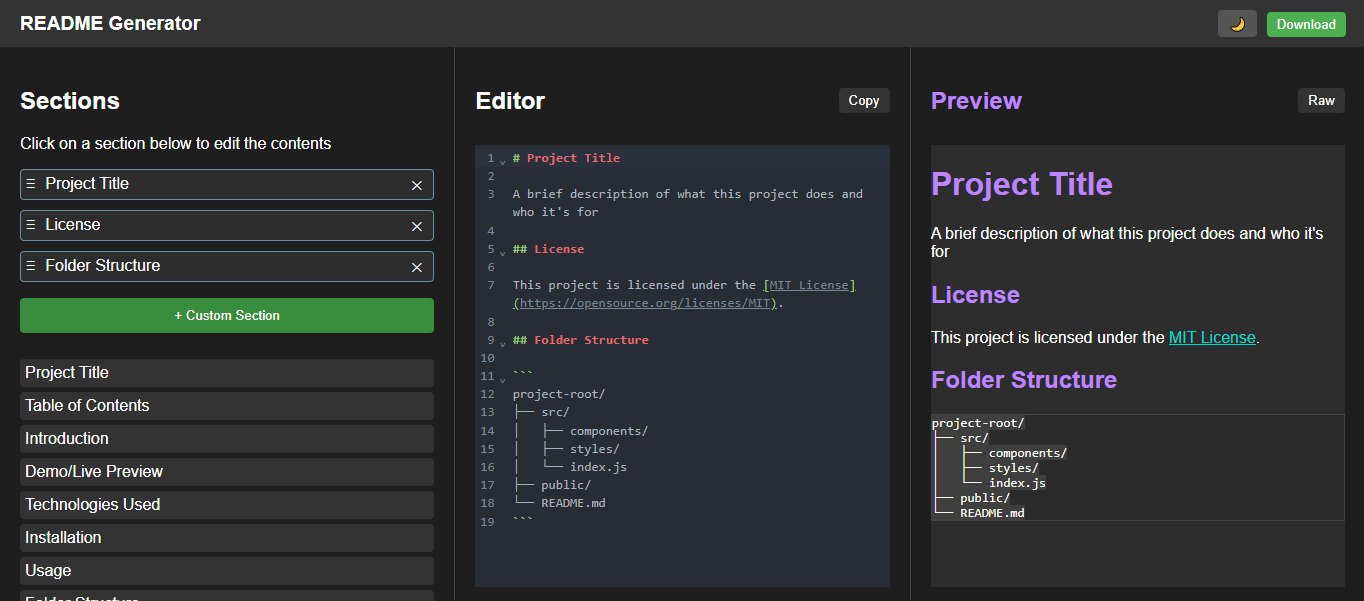 README Generator
🌙
Download
Sections
Click on a section below to edit the contents
☰ Project Title ✕
☰ License ✕
☰ Folder Structure ✕
+ Custom Section
Project Title
Table of Contents
Introduction
Demo/Live Preview
Technologies Used
Installation
Usage
Folder Structure
Editor
Copy
1 # Project Title
2
3 A brief description of what this project does and
who it's for
4
5 ## License
6
7 This project is licensed under the [MIT License]
(https://opensource.org/licenses/MIT).
8
9 ## Folder Structure
10
11 ```
12 project-root/
13 ├── src/
14 │   ├── components/
15 │   ├── styles/
16 │   └── index.js
17 ├── public/
18 └── README.md
19 ```
Preview
Raw
Project Title
A brief description of what this project does and who it's
for
License
This project is licensed under the MIT License.
Folder Structure
project-root/
├── src/
│   ├── components/
│   ├── styles/
│   └── index.js
├── public/
└── README.md